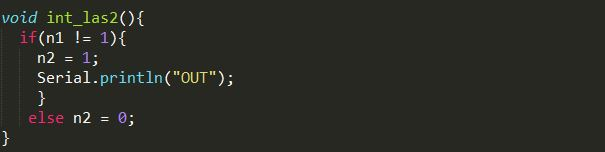 void int_las2(){
  if(n1 != 1){
    n2 = 1;
    Serial.println("OUT");
    }
   else n2 = 0;
}